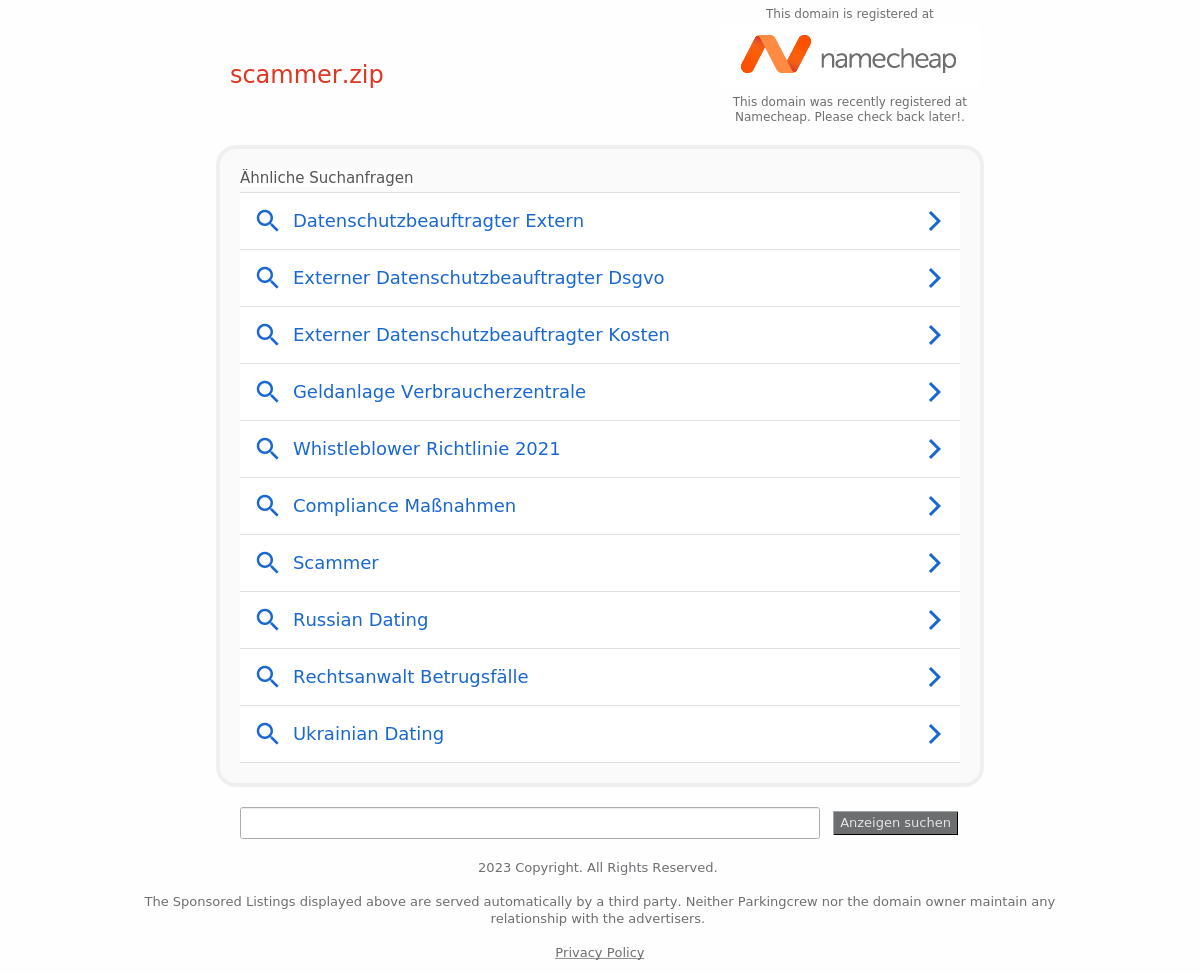 This domain is registered at
namecheap
scammer.zip
This domain was recently registered at
Namecheap. Please check back later!.
Ähnliche Suchanfragen
Datenschutzbeauftragter Extern
Externer Datenschutzbeauftragter Dsgvo
Externer Datenschutzbeauftragter Kosten
Geldanlage Verbraucherzentrale
Whistleblower Richtlinie 2021
Compliance Maßnahmen
Scammer
Russian Dating
Rechtsanwalt Betrugsfälle
Ukrainian Dating
Anzeigen suchen
2023 Copyright. All Rights Reserved.
The Sponsored Listings displayed above are served automatically by a third party. Neither Parkingcrew nor the domain owner maintain any
relationship with the advertisers.
Privacy Policy